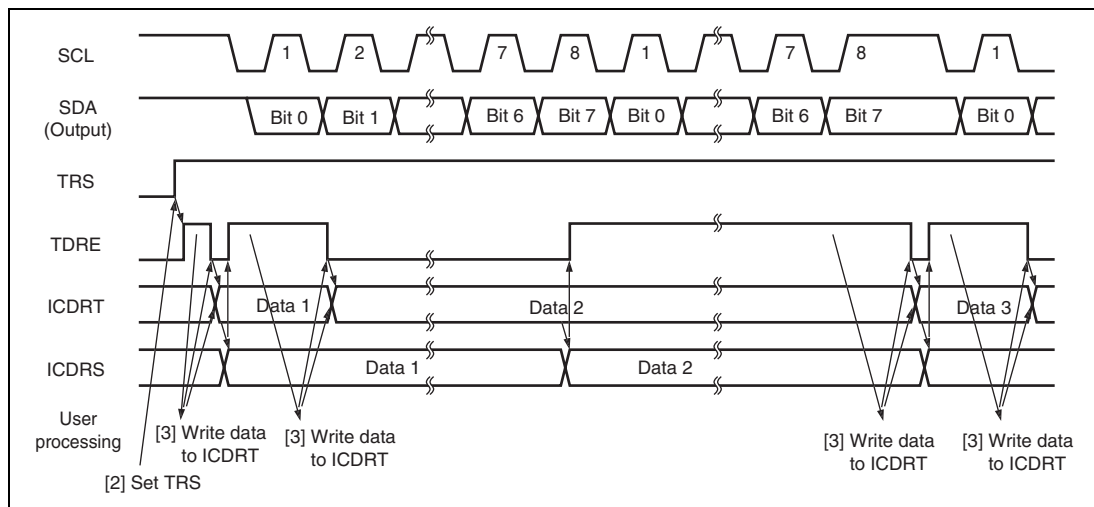 SCL
1 2 7 8 1 7 8 1
SDA
(Output)
Bit 0 Bit 1 Bit 6 Bit 7 Bit 0 Bit 6 Bit 7 Bit 0
TRS
TDRE
ICDRT
Data 1 Data 2 Data 3
ICDRS
Data 1 Data 2
User
processing
[3] Write data
to ICDRT
[3] Write data
to ICDRT
[3] Write data
to ICDRT
[3] Write data
to ICDRT
[2] Set TRS